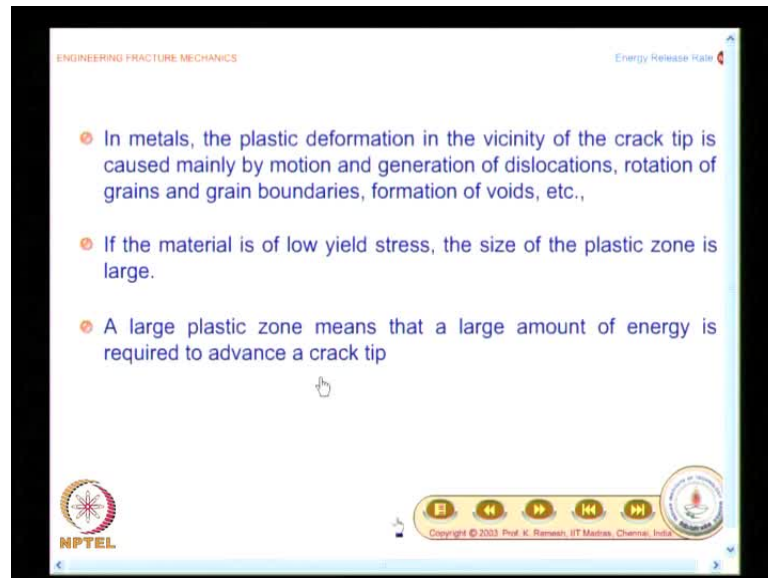 ENGINEERING FRACTURE MECHANICS
Energy Release Rate
In metals, the plastic deformation in the vicinity of the crack tip is
caused mainly by motion and generation of dislocations, rotation of
grains and grain boundaries, formation of voids, etc.,
If the material is of low yield stress, the size of the plastic zone is
large.
A large plastic zone means that a large amount of energy is
required to advance a crack tip
NPTEL
Copyright © 2003 Prof. K. Ramesh, IIT Madras, Chennai, India